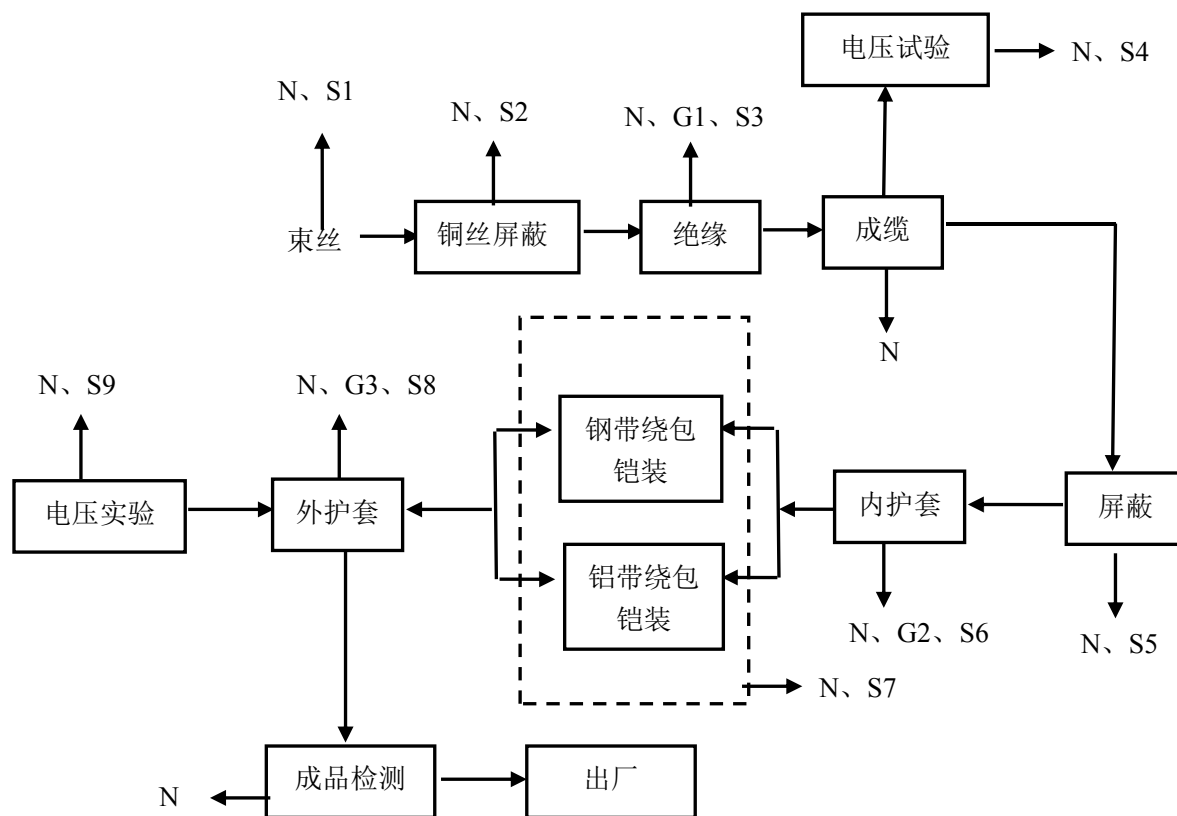 电压试验
N、S4
N、S1
N、S2
N、G1、S3
束丝
铜丝屏蔽
绝缘
成缆
N
N、S9
N、G3、S8
钢带绕包
铠装
电压实验
外护套
内护套
屏蔽
铝带绕包
铠装
N、G2、S6
N、S5
N、S7
成品检测
出厂
N